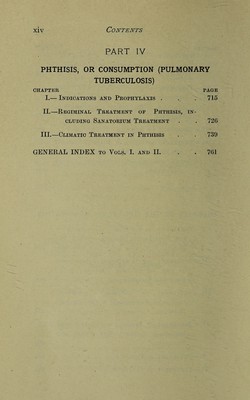 xiv CONTENTS
PART IV
PHTHISIS, OR CONSUMPTION (PULMONARY
TUBERCULOSIS)
CHAPTER PAGE
I.—INDICATIONS AND PROPHYLAXIS . . . 715
II.—REGIMINAL TREATMENT OF PHTHISIS, IN-
CLUDING SANATORIUM TREATMENT . . 726
III.—CLIMATIC TREATMENT IN PHTHISIS . . 739
GENERAL INDEX TO VOLS. I. AND II. . . 761